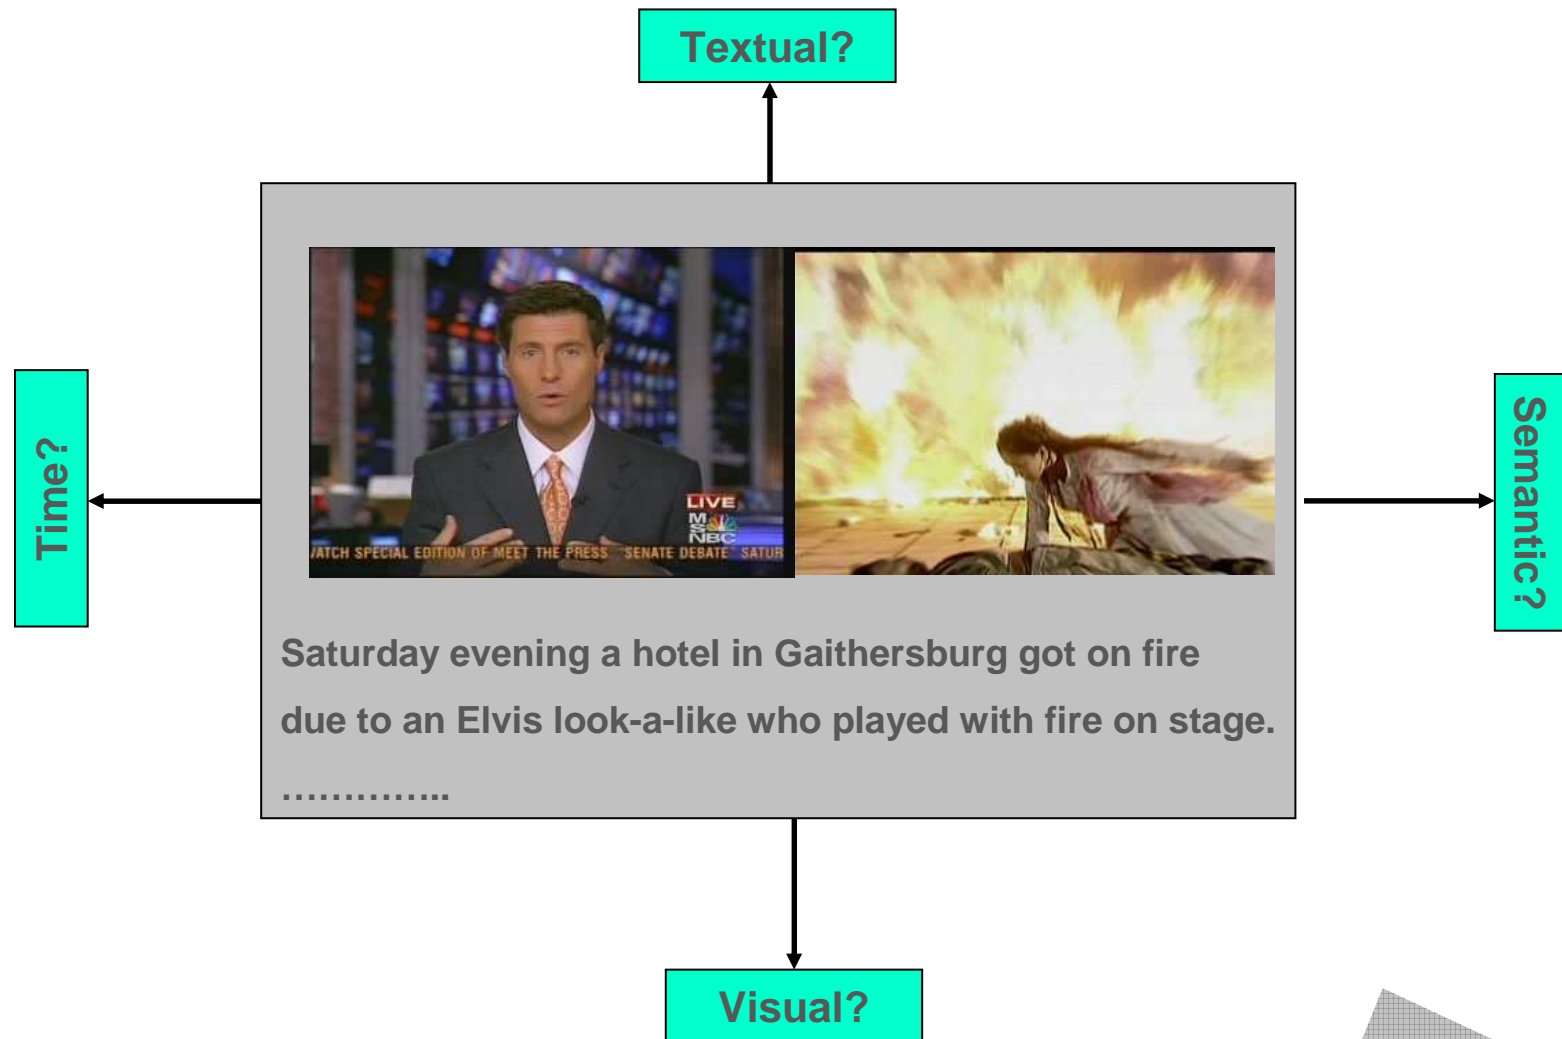 Textual?
Time?
LIVE
MSNBC
WATCH SPECIAL EDITION OF MEET THE PRESS "SENATE DEBATE" SATUR
Semantic?
Saturday evening a hotel in Gaithersburg got on fire
due to an Elvis look-a-like who played with fire on stage.
…………..
Visual?